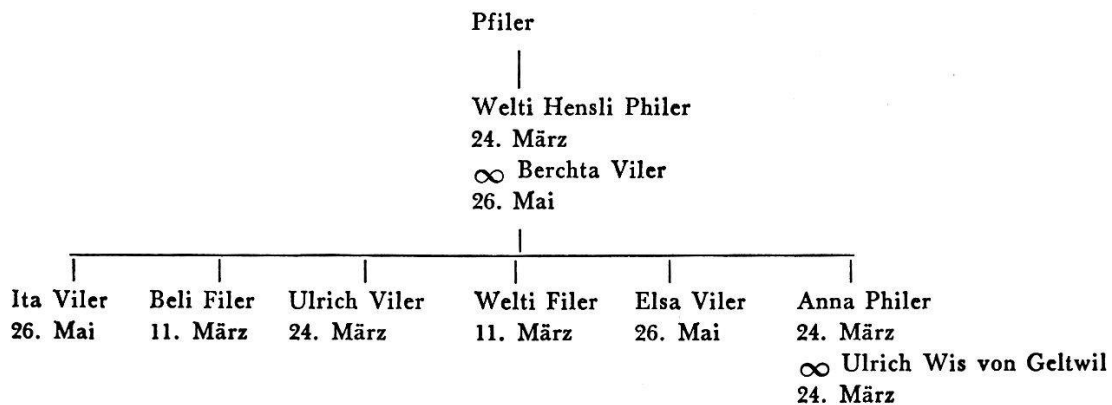 Pfiler
Welti Hensli Philer
24. März
∞ Berchta Viler
26. Mai
Ita Viler
26. Mai
Beli Filer
11. März
Ulrich Viler
24. März
Welti Filer
11. März
Elsa Viler
26. Mai
Anna Philer
24. März
∞ Ulrich Wis von Geltwil
24. März